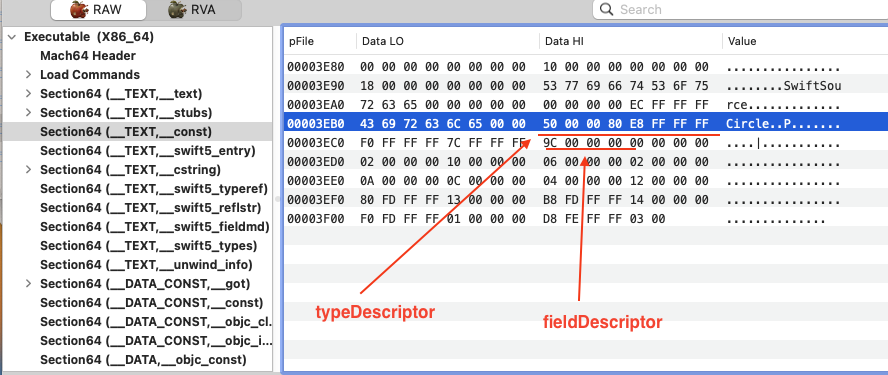 RAW RVA
Search
Executable (X86_64)
Mach64 Header
Load Commands
Section64 (__TEXT,__text)
Section64 (__TEXT,__stubs)
Section64 (__TEXT,__const)
Section64 (__TEXT,__swift5_entry)
Section64 (__TEXT,__cstring)
Section64 (__TEXT,__swift5_typeref)
Section64 (__TEXT,__swift5_reflstr)
Section64 (__TEXT,__swift5_fieldmd)
Section64 (__TEXT,__swift5_types)
Section64 (__TEXT,__unwind_info)
Section64 (__DATA_CONST,__got)
Section64 (__DATA_CONST,__const)
Section64 (__DATA_CONST,__objc_cl...
Section64 (__DATA_CONST,__objc_i...
Section64 (__DATA,__objc_const)
pFile Data LO Data HI Value
00003E80 00 00 00 00 00 00 00 00 10 00 00 00 00 00 00 00 ................
00003E90 18 00 00 00 00 00 00 00 53 77 69 66 74 53 6F 75 ........SwiftSou
00003EA0 72 63 65 00 00 00 00 00 00 00 00 00 EC FF FF FF rce.............
00003EB0 43 69 72 63 6C 65 00 00 50 00 00 80 E8 FF FF FF Circle..P.......
00003EC0 F0 FF FF FF 7C FF FF FF 9C 00 00 00 00 00 00 00 ....|...........
00003ED0 02 00 00 00 10 00 00 00 06 00 00 00 02 00 00 00 ................
00003EE0 0A 00 00 00 0C 00 00 00 04 00 00 00 12 00 00 00 ................
00003EF0 80 FD FF FF 13 00 00 00 B8 FD FF FF 14 00 00 00 ................
00003F00 F0 FD FF FF 01 00 00 00 D8 FE FF FF 03 00 ..............
typeDescriptor
fieldDescriptor